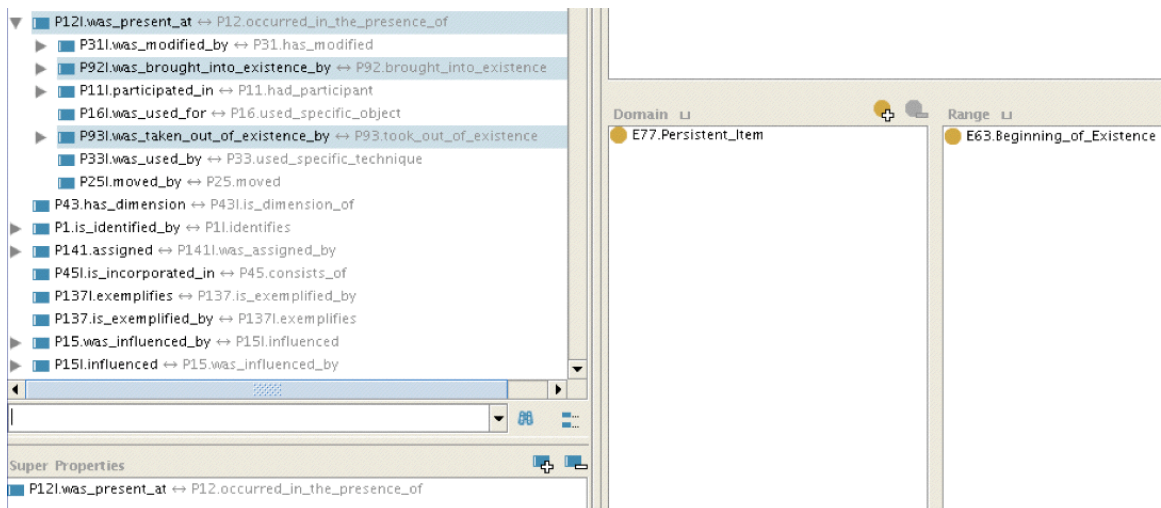 P12I.was_present_at ↔ P12.occurred_in_the_presence_of
P31I.was_modified_by ↔ P31.has_modified
P92I.was_brought_into_existence_by ↔ P92.brought_into_existence
P11I.participated_in ↔ P11.had_participant
P16I.was_used_for ↔ P16.used_specific_object
P93I.was_taken_out_of_existence_by ↔ P93.took_out_of_existence
P33I.was_used_by ↔ P33.used_specific_technique
P25I.moved_by ↔ P25.moved
P43.has_dimension ↔ P43I.is_dimension_of
P1.is_identified_by ↔ P1I.identifies
P141.assigned ↔ P141I.was_assigned_by
P45I.is_incorporated_in ↔ P45.consists_of
P137I.exemplifies ↔ P137.is_exemplified_by
P137.is_exemplified_by ↔ P137I.exemplifies
P15.was_influenced_by ↔ P15I.influenced
P15I.influenced ↔ P15.was_influenced_by
Super Properties
P12I.was_present_at ↔ P12.occurred_in_the_presence_of
Domain ⊔
E77.Persistent_Item
Range ⊔
E63.Beginning_of_Existence